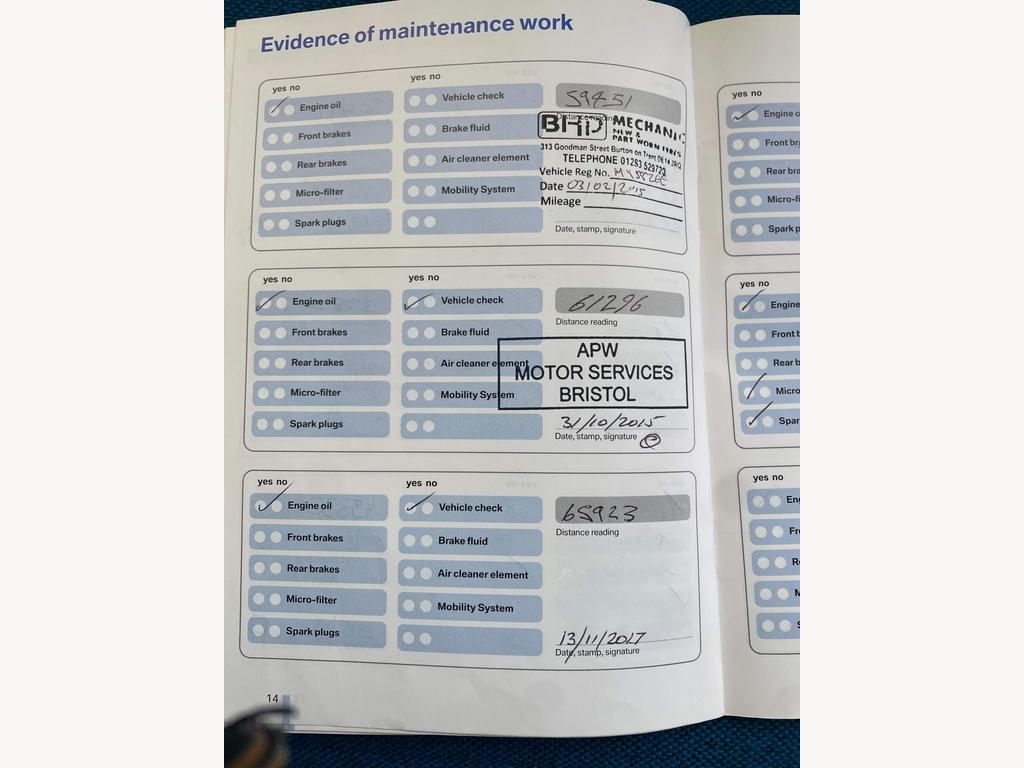 Evidence of maintenance work
yes no
yes no
Engine oil
Vehicle check
Front brakes
Brake fluid
Rear brakes
Air cleaner element
Micro-filter
Mobility System
Spark plugs
59451
Distance reading
BHD MECHANIC
NEW &
PART WORN TYRES
313 Goodman Street Burton on Trent DE14 2RQ
TELEPHONE 01283 529729
Vehicle Reg No.
Date 03/02/2015
Mileage
Date, stamp, signature
yes no
yes no
Engine oil
Vehicle check
Front brakes
Brake fluid
Rear brakes
Air cleaner element
Micro-filter
Mobility System
Spark plugs
61296
Distance reading
APW
MOTOR SERVICES
BRISTOL
31/10/2015
Date, stamp, signature
yes no
yes no
Engine oil
Vehicle check
Front brakes
Brake fluid
Rear brakes
Air cleaner element
Micro-filter
Mobility System
Spark plugs
65923
Distance reading
13/11/2017
Date, stamp, signature
14
yes no
Engine o
Front br
Rear bra
Micro-fi
Spark p
yes no
Engine
Front b
Rear b
Micro
Spar
yes no
En
Fr
R
M
S